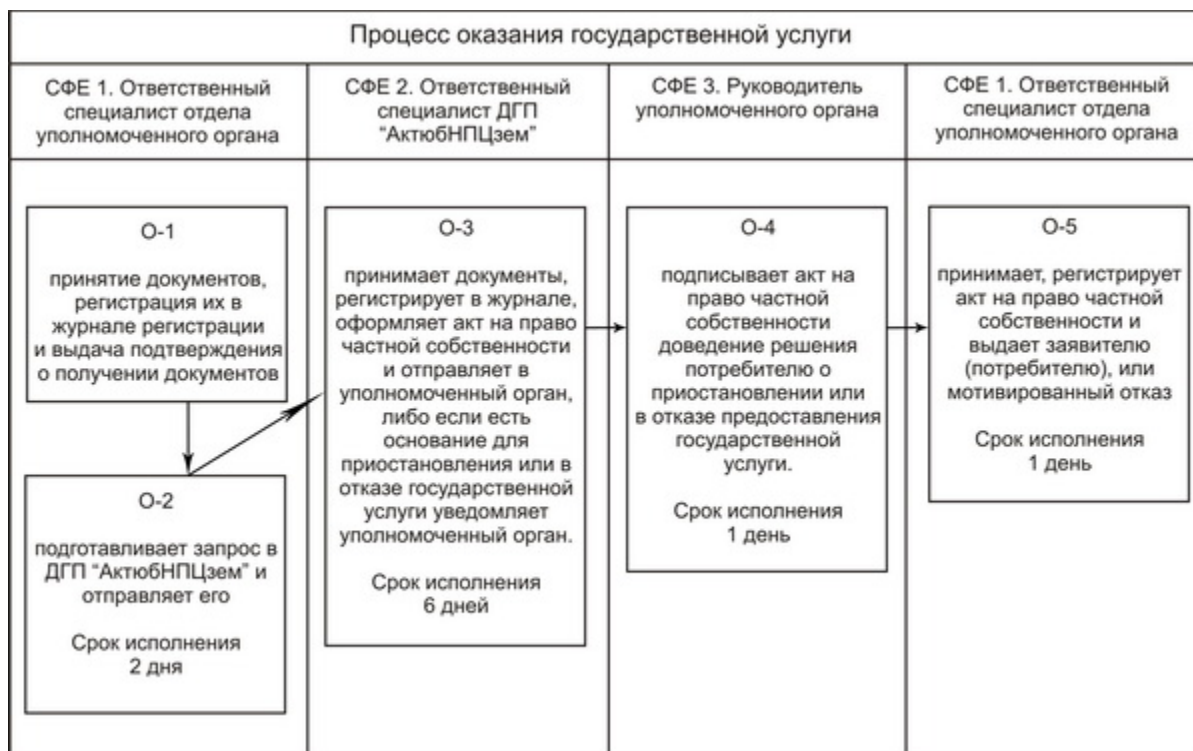 Процесс оказания государственной услуги
СФЕ 1. Ответственный
специалист отдела
уполномоченного органа
СФЕ 2. Ответственный
специалист ДГП
“АктюбНПЦзем”
СФЕ 3. Руководитель
уполномоченного органа
СФЕ 1. Ответственный
специалист отдела
уполномоченного органа
О-1
принятие документов,
регистрация их в
журнале регистрации
и выдача подтверждения
о получении документов
О-2
подготавливает запрос в
ДГП “АктюбНПЦзем” и
отправляет его
Срок исполнения
2 дня
О-3
принимает документы,
регистрирует в журнале,
оформляет акт на право
частной собственности
и отправляет в
уполномоченный орган,
либо если есть
основание для
приостановления или в
отказе государственной
услуги уведомляет
уполномоченный орган.
Срок исполнения
6 дней
О-4
подписывает акт на
право частной
собственности
доведение решения
потребителю о
приостановлении или
в отказе предоставления
государственной
услуги.
Срок исполнения
1 день
О-5
принимает, регистрирует
акт на право частной
собственности и
выдает заявителю
(потребителю), или
мотивированный отказ
Срок исполнения
1 день